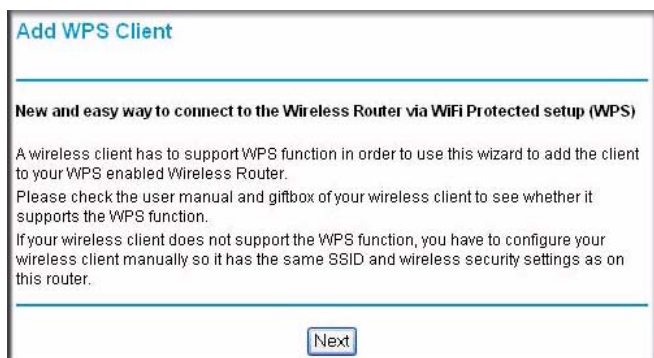 Add WPS Client
New and easy way to connect to the Wireless Router via WiFi Protected setup (WPS)
A wireless client has to support WPS function in order to use this wizard to add the client
to your WPS enabled Wireless Router.
Please check the user manual and giftbox of your wireless client to see whether it
supports the WPS function.
If your wireless client does not support the WPS function, you have to configure your
wireless client manually so it has the same SSID and wireless security settings as on
this router.
Next